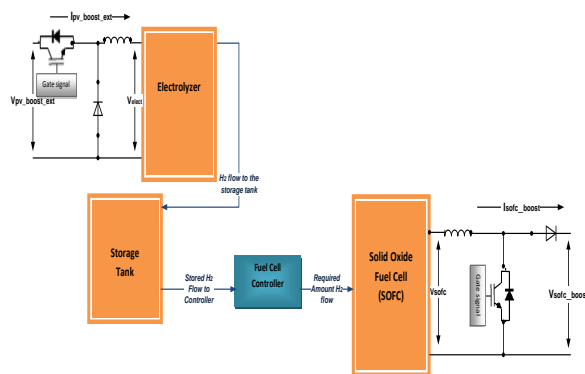 Ipv_boost_ext
Gate signal
Vpv_boost_ext
Velect
Electrolyzer
H2 flow to the
storage tank
Storage
Tank
Stored H2
Flow to
Controller
Fuel Cell
Controller
Required
Amount H2
flow
Solid Oxide
Fuel Cell
(SOFC)
Isofc_boost
Vsofc
Gate signal
Vsofc_boost